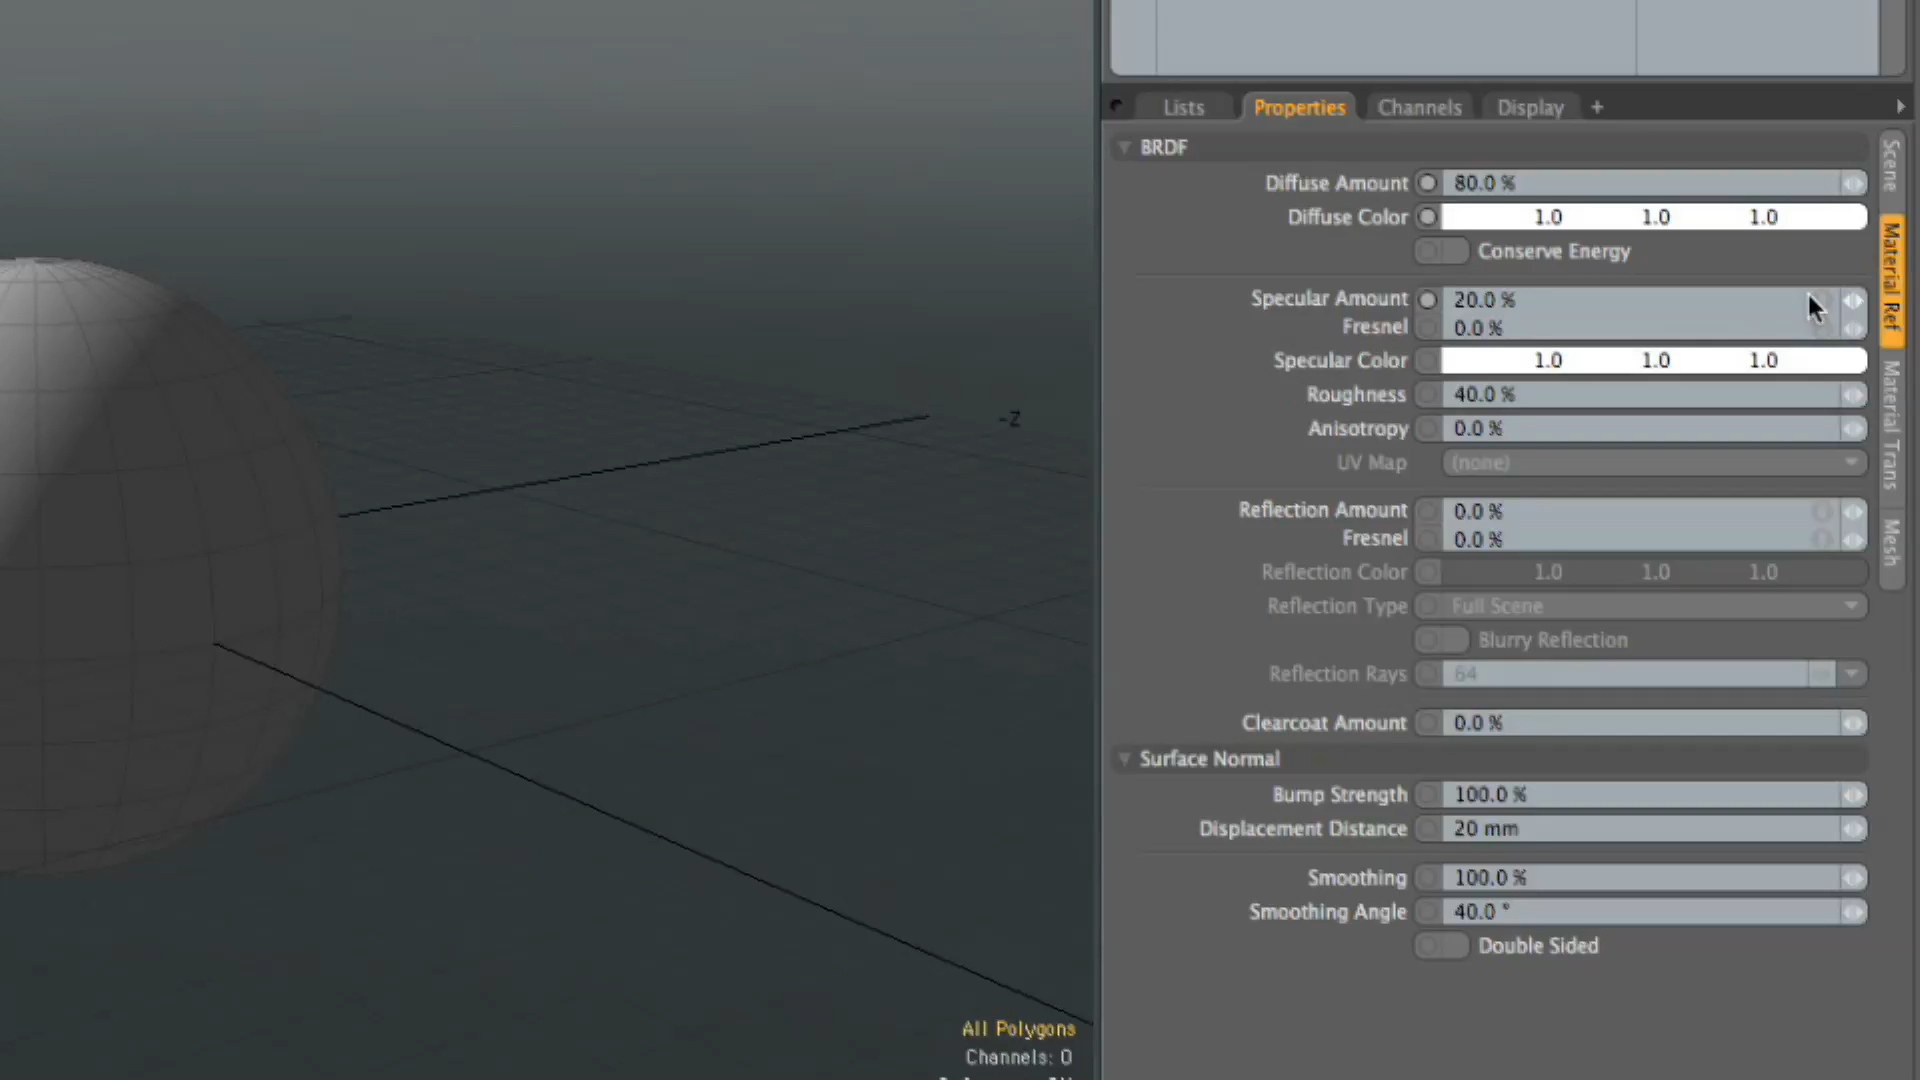 Lists Properties Channels Display +
BRDF
Diffuse Amount 80.0 %
Diffuse Color 1.0 1.0 1.0
Conserve Energy
Specular Amount 20.0 %
Fresnel 0.0 %
Specular Color 1.0 1.0 1.0
Roughness 40.0 %
Anisotropy 0.0 %
UV Map (none)
Reflection Amount 0.0 %
Fresnel 0.0 %
Reflection Color 1.0 1.0 1.0
Reflection Type Full Scene
Blurry Reflection
Reflection Rays 64
Clearcoat Amount 0.0 %
Surface Normal
Bump Strength 100.0 %
Displacement Distance 20 mm
Smoothing 100.0 %
Smoothing Angle 40.0 °
Double Sided
Scene
Material Ref
Material Trans
Mesh
-Z
All Polygons
Channels: 0